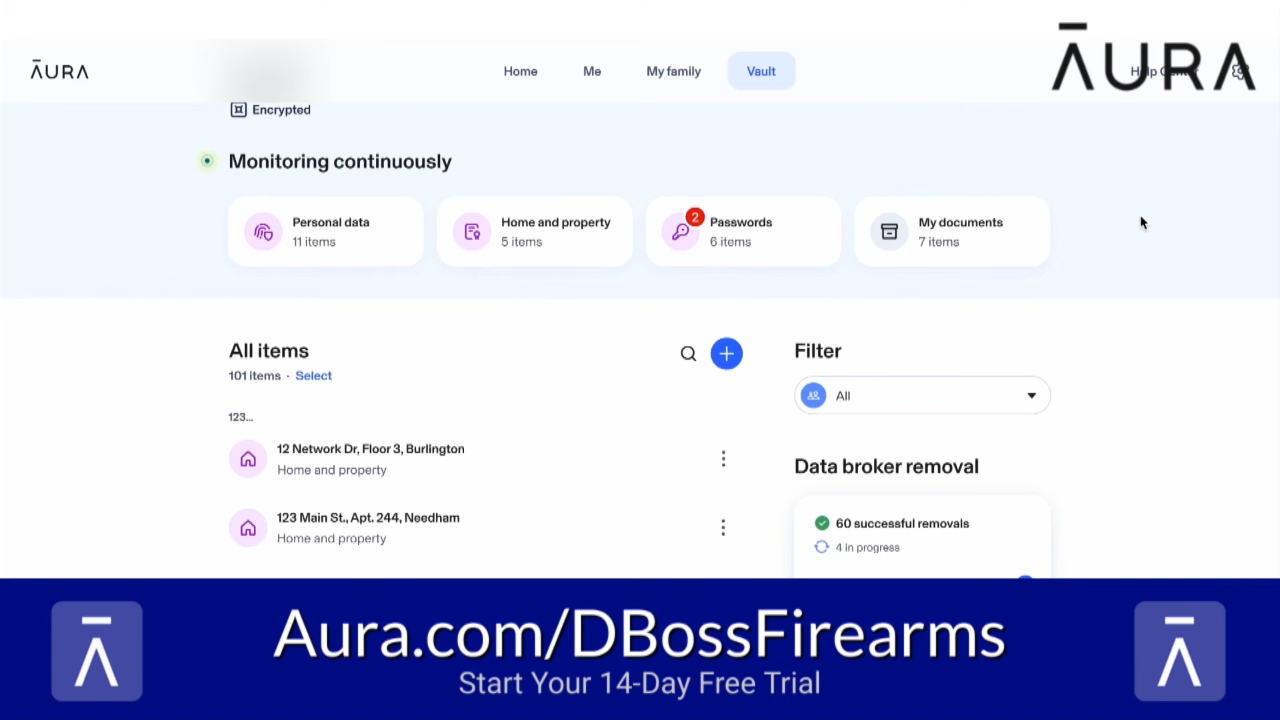 ĀURA
Home
Me
My family
Vault
ĀURA
Encrypted
Monitoring continuously
Personal data
11 items
Home and property
5 items
2
Passwords
6 items
My documents
7 items
All items
101 items · Select
Filter
All
123...
12 Network Dr, Floor 3, Burlington
Home and property
Data broker removal
123 Main St., Apt. 244, Needham
Home and property
60 successful removals
4 in progress
Aura.com/DBossFirearms
Start Your 14-Day Free Trial